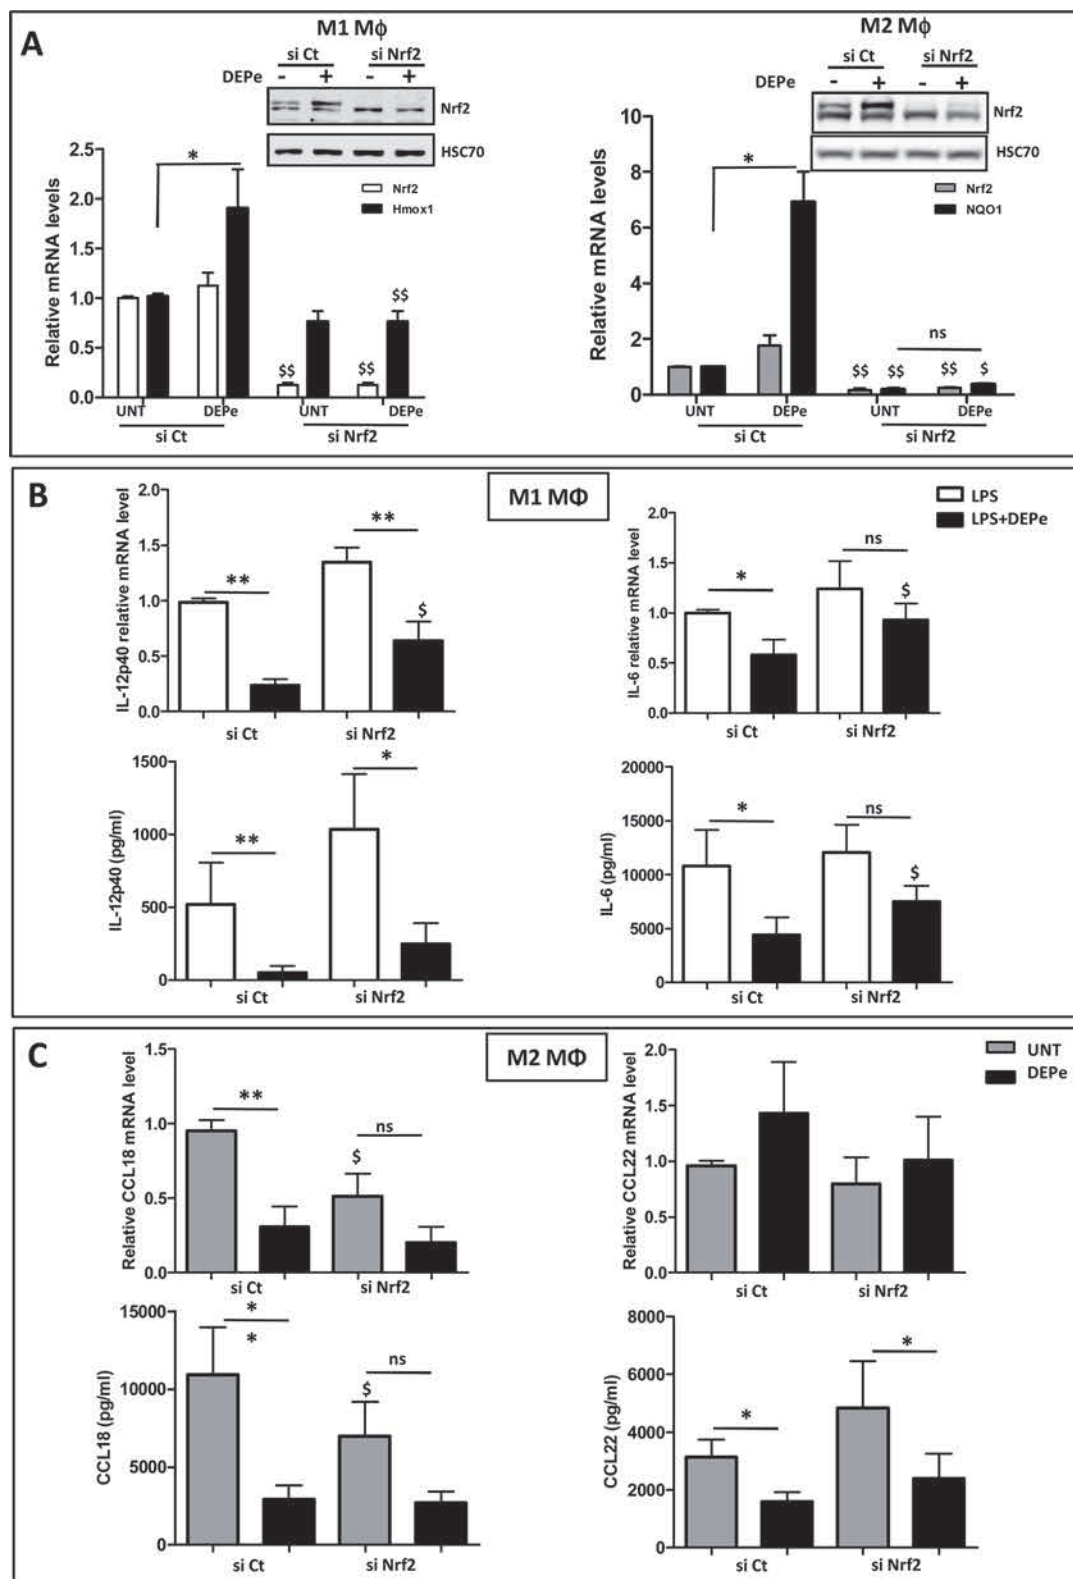 A
M1 Mϕ
si Ct
si Nrf2
DEPe
- + - +
Nrf2
HSC70
Relative mRNA levels
2.5
2.0
1.5
1.0
0.5
0.0
*
Nrf2
Hmox1
$$
$$
$$
UNT
DEPe
UNT
DEPe
si Ct
si Nrf2
M2 Mϕ
si Ct
si Nrf2
DEPe
- + - +
Nrf2
HSC70
Relative mRNA levels
10
8
6
4
2
0
*
Nrf2
NQO1
ns
$$
$$
$$
$
UNT
DEPe
UNT
DEPe
si Ct
si Nrf2
B
M1 MΦ
LPS
LPS+DEPe
IL-12p40 relative mRNA level
2.0
1.5
1.0
0.5
0.0
**
**
$
si Ct
si Nrf2
IL-6 relative mRNA level
2.0
1.5
1.0
0.5
0.0
*
ns
$
si Ct
si Nrf2
IL-12p40 (pg/ml)
1500
1000
500
0
**
*
si Ct
si Nrf2
IL-6 (pg/ml)
20000
15000
10000
5000
0
*
ns
$
si Ct
si Nrf2
C
M2 MΦ
UNT
DEPe
Relative CCL18 mRNA level
1.5
1.0
0.5
0.0
**
ns
$
si Ct
si Nrf2
Relative CCL22 mRNA level
2.0
1.5
1.0
0.5
0.0
si Ct
si Nrf2
CCL18 (pg/ml)
15000
10000
5000
0
*
*
ns
$
si Ct
si Nrf2
CCL22 (pg/ml)
8000
6000
4000
2000
0
*
*
si Ct
si Nrf2